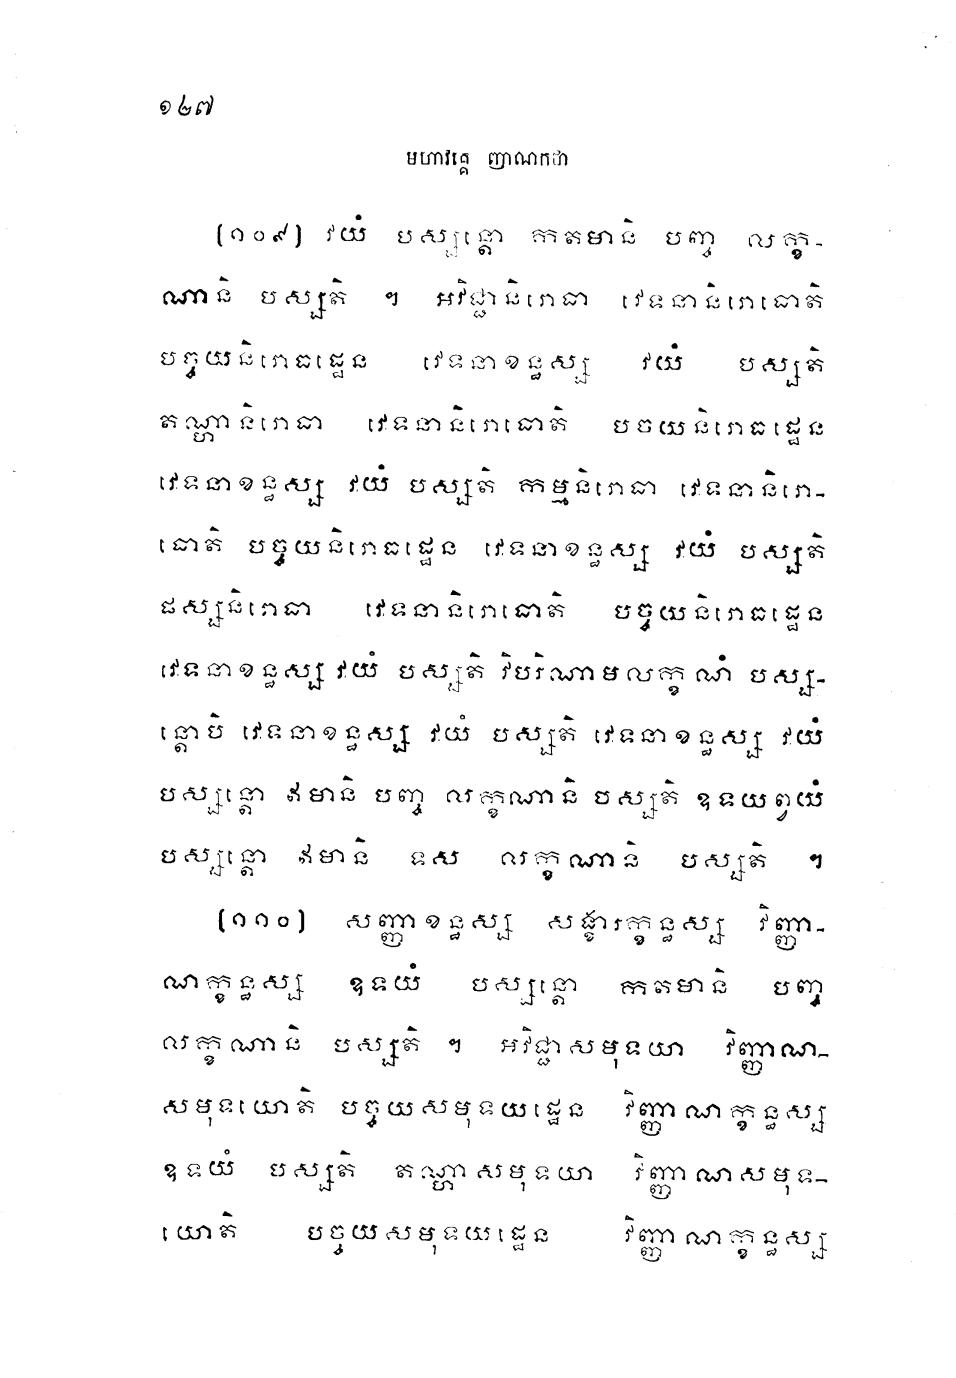 ១៤៧
មហាវគ្គេ ញាណកថា
(១០៩) វយំ បស្សន្តោ កតមានិ បញ្ច លក្ខ-
ណានិ បស្សតិ ។ អវិជ្ជានិរោធា វេទនានិរោធោតិ
បច្ចយនិរោធដ្ឋេន វេទនាខន្ធស្ស វយំ បស្សតិ
តណ្ហានិរោធា វេទនានិរោធោតិ បចយនិរោធដ្ឋេន
វេទនាខន្ធស្ស វយំ បស្សតិ កម្មនិរោធា វេទនានិរោ-
ធោតិ បច្ចយនិរោធដ្ឋេន វេទនាខន្ធស្ស វយំ បស្សតិ
ផស្សនិរោធា វេទនានិរោធោតិ បច្ចយនិរោធដ្ឋេន
វេទនាខន្ធស្ស វយំ បស្សតិ វិបរិណាមលក្ខណំ បស្ស-
ន្តោបិ វេទនាខន្ធស្ស វយំ បស្សតិ វេទនាខន្ធស្ស វយំ
បស្សន្តោ ឥមានិ បញ្ច លក្ខណានិ បស្សតិ ឧទយព្វយំ
បស្សន្តោ ឥមានិ ទស លក្ខណានិ បស្សតិ ។
(១១០) សញ្ញាខន្ធស្ស សង្ខារក្ខន្ធស្ស វិញ្ញា-
ណក្ខន្ធស្ស ឧទយំ បស្សន្តោ កតមានិ បញ្ច
លក្ខណានិ បស្សតិ ។ អវិជ្ជាសមុទយា វិញ្ញាណ-
សមុទយោតិ បច្ចយសមុទយដ្ឋេន វិញ្ញាណក្ខន្ធស្ស
ឧទយំ បស្សតិ តណ្ហាសមុទយា វិញ្ញាណសមុទ-
យោតិ បច្ចយសមុទយដ្ឋេន វិញ្ញាណក្ខន្ធស្ស